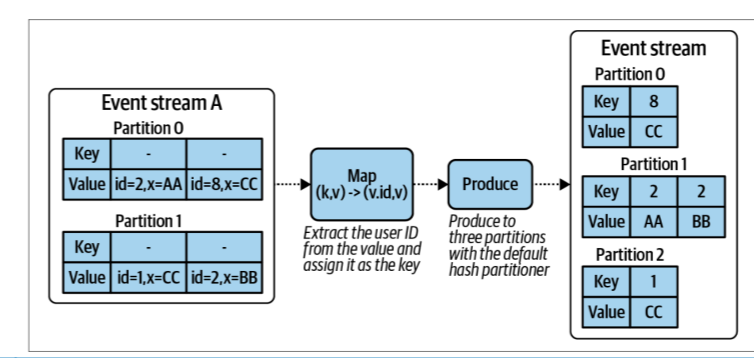 Event stream A
Partition 0
Key - -
Value id=2,x=AA id=8,x=CC
Partition 1
Key - -
Value id=1,x=CC id=2,x=BB
Map
(k,v) -> (v.id,v)
Extract the user ID
from the value and
assign it as the key
Produce
Produce to
three partitions
with the default
hash partitioner
Event stream
Partition 0
Key 8
Value CC
Partition 1
Key 2 2
Value AA BB
Partition 2
Key 1
Value CC